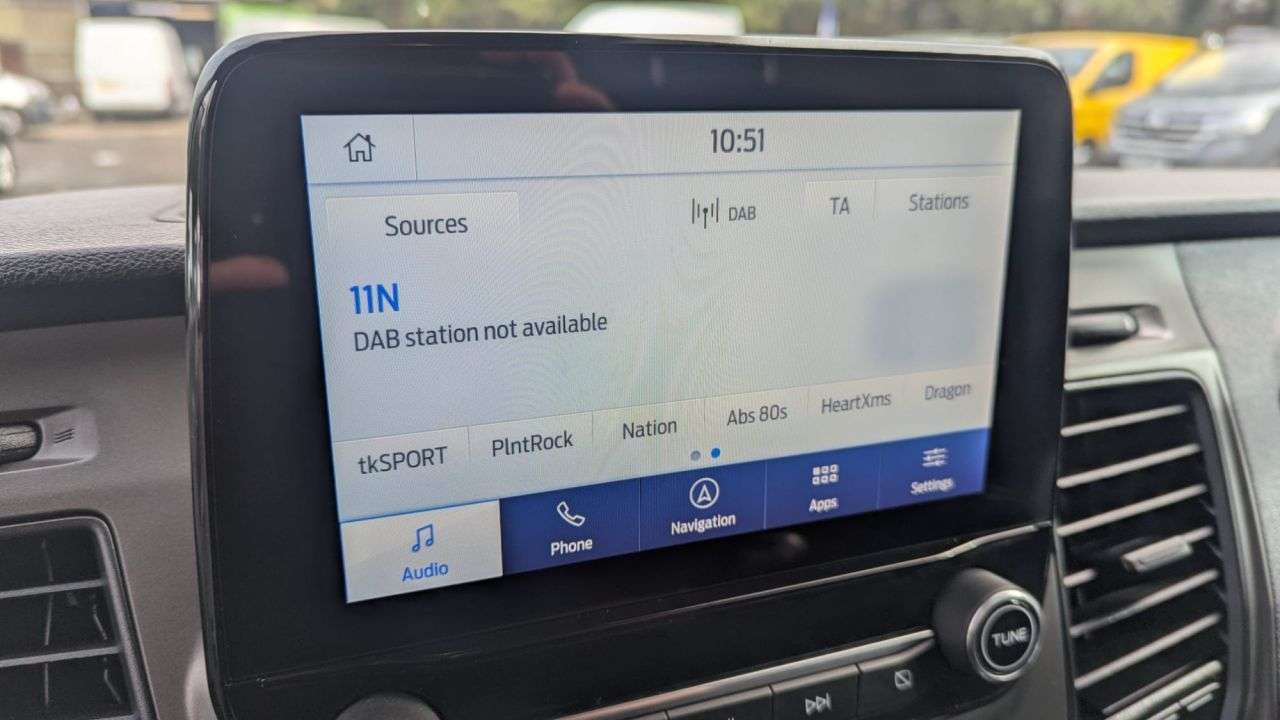 10:51
Sources
DAB
TA
Stations
11N
DAB station not available
tkSPORT
PlntRock
Nation
Abs 80s
HeartXms
Dragon
Audio
Phone
Navigation
Apps
Settings
TUNE